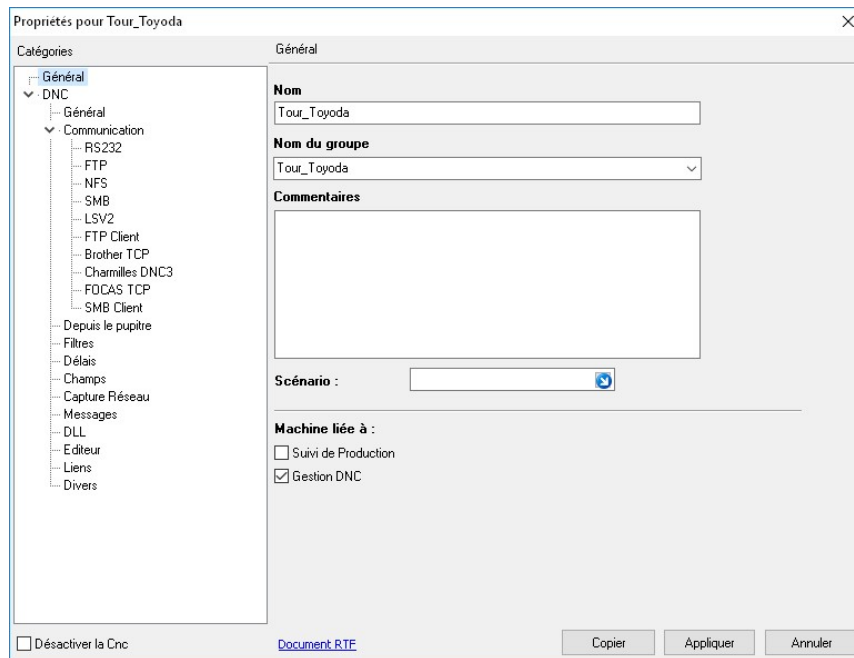 Propriétés pour Tour_Toyoda
Catégories
Général
DNC
Général
Communication
RS232
FTP
NFS
SMB
LSV2
FTP Client
Brother TCP
Charmilles DNC3
FOCAS TCP
SMB Client
Depuis le pupitre
Filtres
Délais
Champs
Capture Réseau
Messages
DLL
Editeur
Liens
Divers
Désactiver la Cnc
Général
Nom
Tour_Toyoda
Nom du groupe
Tour_Toyoda
Commentaires
Scénario :
Machine liée à :
Suivi de Production
Gestion DNC
Document RTF
Copier
Appliquer
Annuler